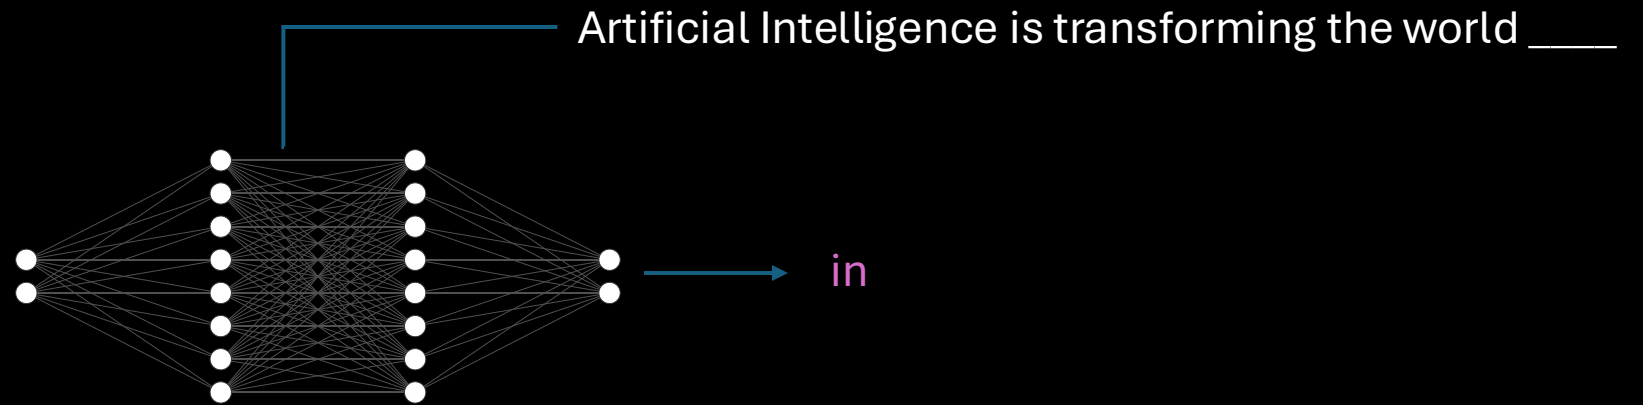 Artificial Intelligence is transforming the world ____
in